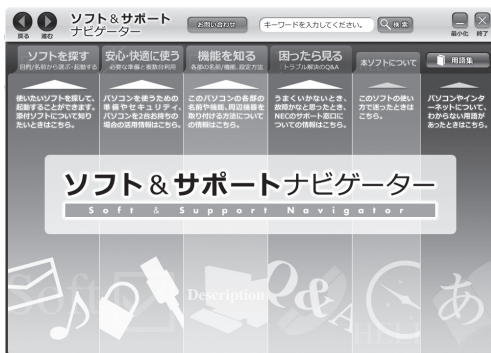 戻る 進む
ソフト&サポート
ナビゲーター
お問い合わせ
キーワードを入力してください。
検索
最小化 終了
ソフトを探す
目的/名前から選ぶ・起動する
安心・快適に使う
必要な準備と複数台利用
機能を知る
各部の名前/機能、設定方法
困ったら見る
トラブル解決のQ&A
本ソフトについて
用語集
使いたいソフトを探して、
起動することができます。
添付ソフトについて知り
たいときはこちら。
パソコンを使うための
準備やセキュリティ、
パソコンを2台お持ちの
場合の活用情報はこちら。
このパソコンの各部の
名前や機能、周辺機器を
取り付ける方法について
の情報はこちら。
うまくいかないとき、
故障かなと思ったとき、
NECのサポート窓口に
ついての情報はこちら。
このソフトの使い
方で迷ったときは
こちら。
パソコンやインタ
ーネットについて、
わからない用語が
あったときはこちら。
ソフト&サポートナビゲーター
Soft & Support Navigator
Soft
Description
Q&A
HELP
あ